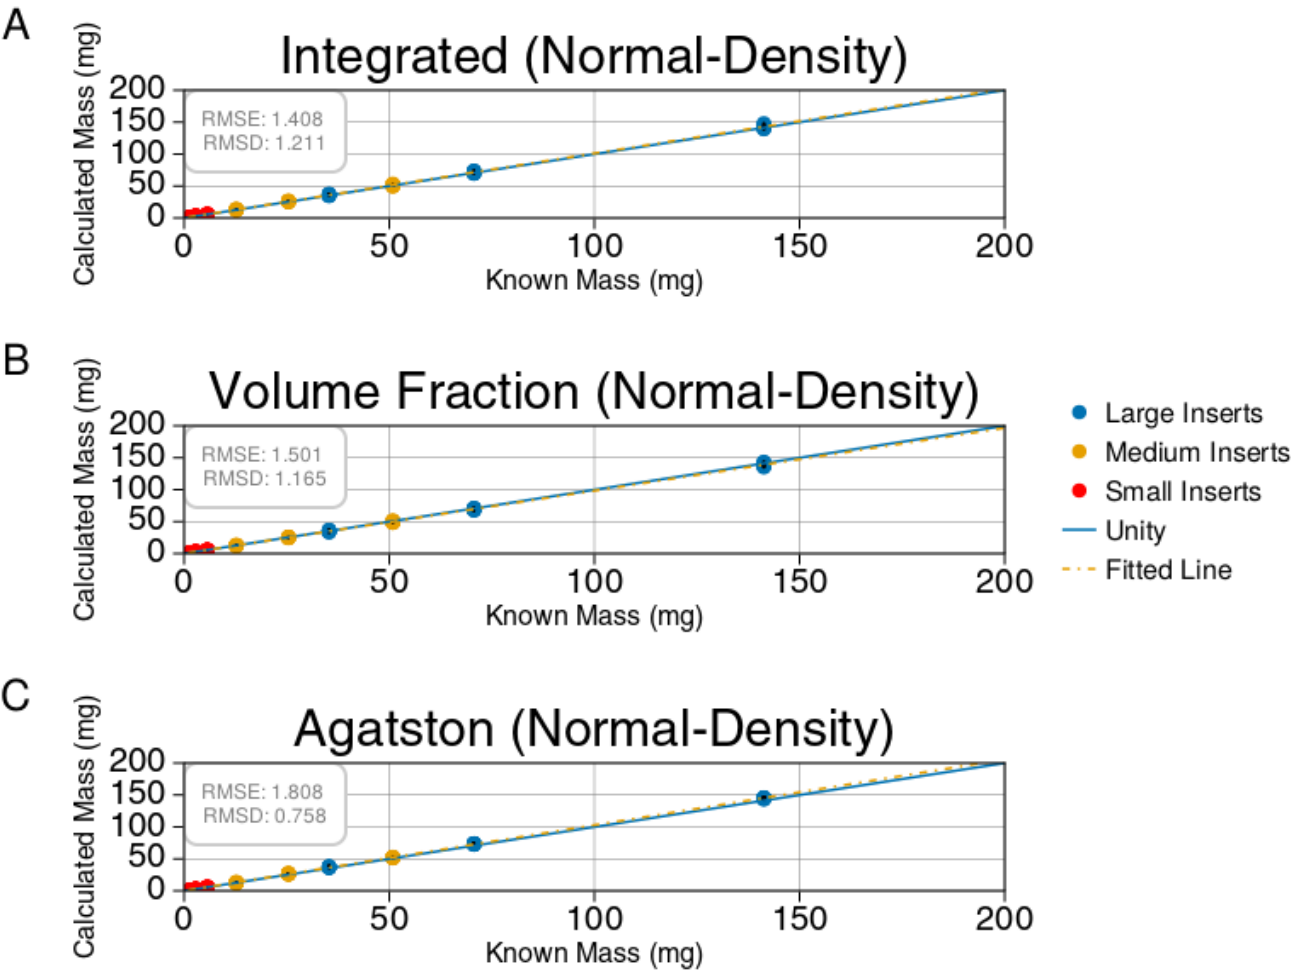 A
Integrated (Normal-Density)
Calculated Mass (mg)
200
150
100
50
0
RMSE: 1.408
RMSD: 1.211
0 50 100 150 200
Known Mass (mg)
B
Volume Fraction (Normal-Density)
Calculated Mass (mg)
200
150
100
50
0
RMSE: 1.501
RMSD: 1.165
0 50 100 150 200
Known Mass (mg)
Large Inserts
Medium Inserts
Small Inserts
Unity
Fitted Line
C
Agatston (Normal-Density)
Calculated Mass (mg)
200
150
100
50
0
RMSE: 1.808
RMSD: 0.758
0 50 100 150 200
Known Mass (mg)